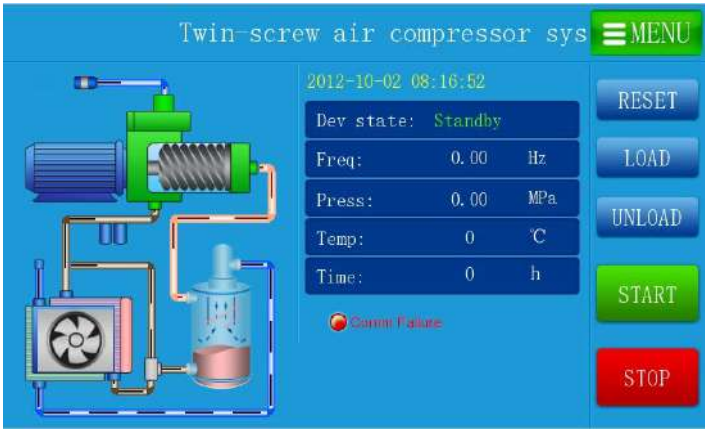 Twin-screw air compressor sys
MENU
2012-10-02 08:16:52
Dev state: Standby
Freq: 0.00 Hz
Press: 0.00 MPa
Temp: 0 ℃
Time: 0 h
Comm Failure
RESET
LOAD
UNLOAD
START
STOP